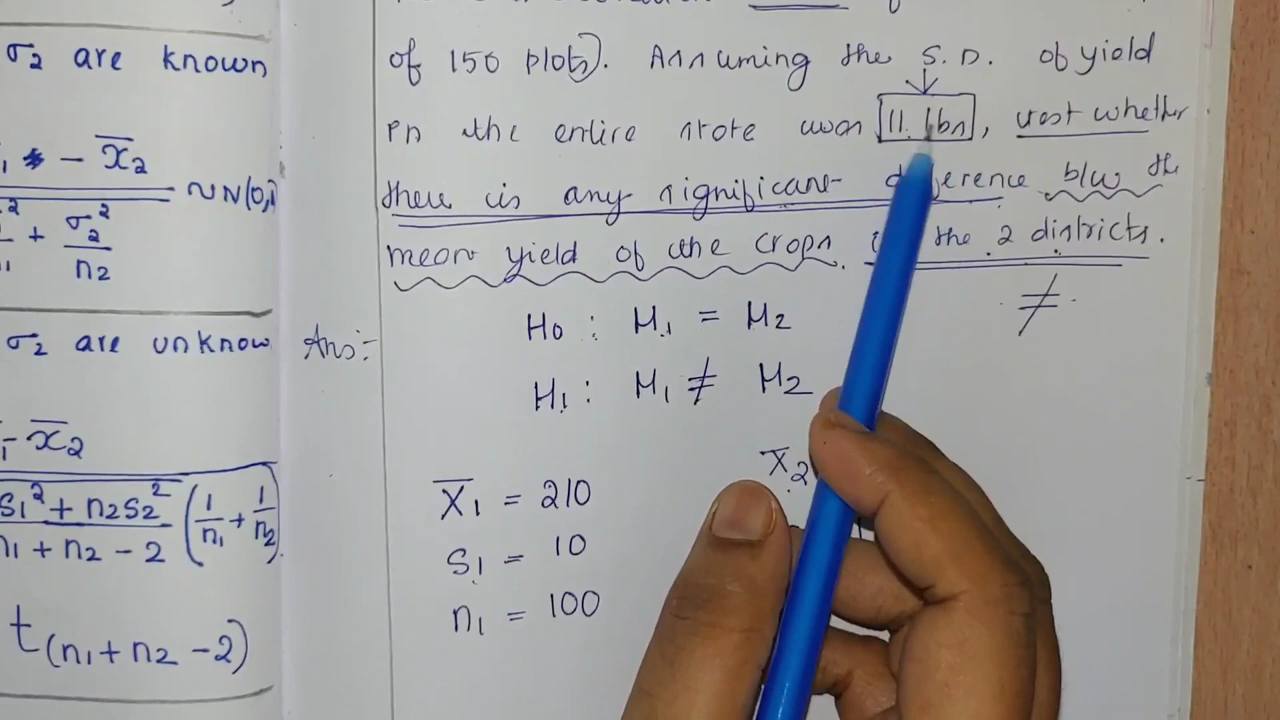 σ2 are known
- x̄2
~N(0,1
2 + σ2²
n2
σ2 are unknow
- x̄2
s1² + n2s2² (1/n1 + 1/n2)
n1 + n2 - 2
t(n1+n2-2)
of 150 plots). Assuming the S.D. of yield
in the entire state was 11. lbs, test whether
there is any significant difference b/w the
mean yield of the crops the 2 districts.
≠
Ans:-
H0 : μ1 = μ2
H1 : μ1 ≠ μ2
X̄1 = 210
X̄2
s1 = 10
n1 = 100